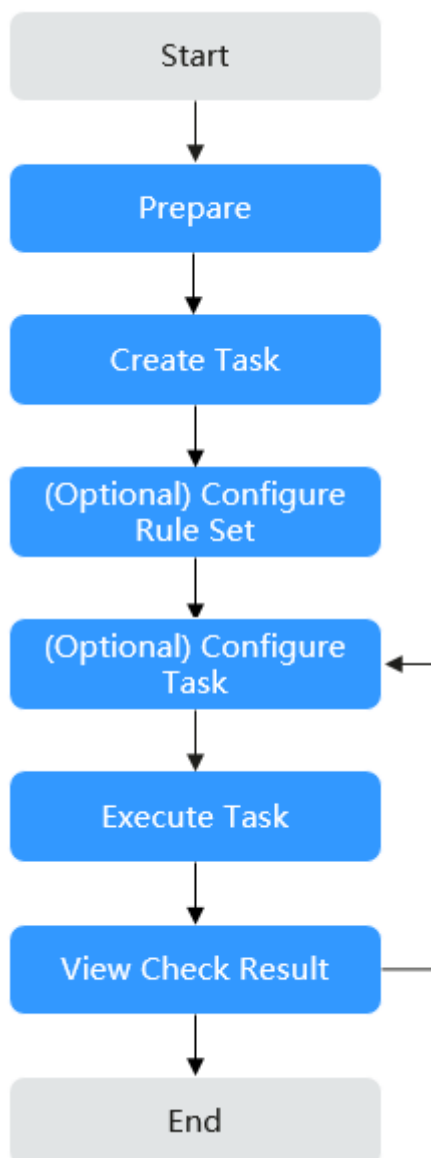 Start
Prepare
Create Task
(Optional) Configure
Rule Set
(Optional) Configure
Task
Execute Task
View Check Result
End